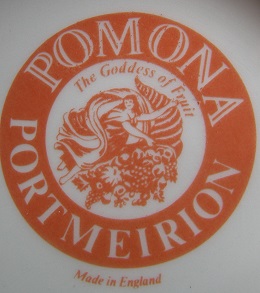 POMONA
The Goddess of Fruit
PORTMEIRION
Made in England